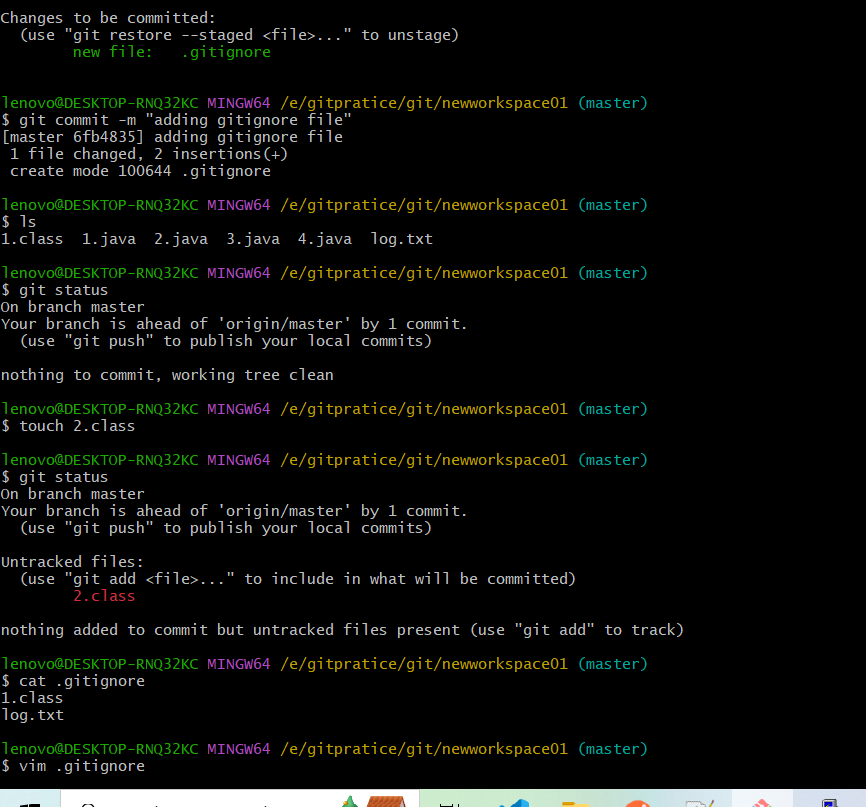 Changes to be committed:
  (use "git restore --staged <file>..." to unstage)
        new file:   .gitignore
lenovo@DESKTOP-RNQ32KC MINGW64 /e/gitpratice/git/newworkspace01 (master)
$ git commit -m "adding gitignore file"
[master 6fb4835] adding gitignore file
 1 file changed, 2 insertions(+)
 create mode 100644 .gitignore
lenovo@DESKTOP-RNQ32KC MINGW64 /e/gitpratice/git/newworkspace01 (master)
$ ls
1.class  1.java  2.java  3.java  4.java  log.txt
lenovo@DESKTOP-RNQ32KC MINGW64 /e/gitpratice/git/newworkspace01 (master)
$ git status
On branch master
Your branch is ahead of 'origin/master' by 1 commit.
  (use "git push" to publish your local commits)
nothing to commit, working tree clean
lenovo@DESKTOP-RNQ32KC MINGW64 /e/gitpratice/git/newworkspace01 (master)
$ touch 2.class
lenovo@DESKTOP-RNQ32KC MINGW64 /e/gitpratice/git/newworkspace01 (master)
$ git status
On branch master
Your branch is ahead of 'origin/master' by 1 commit.
  (use "git push" to publish your local commits)
Untracked files:
  (use "git add <file>..." to include in what will be committed)
        2.class
nothing added to commit but untracked files present (use "git add" to track)
lenovo@DESKTOP-RNQ32KC MINGW64 /e/gitpratice/git/newworkspace01 (master)
$ cat .gitignore
1.class
log.txt
lenovo@DESKTOP-RNQ32KC MINGW64 /e/gitpratice/git/newworkspace01 (master)
$ vim .gitignore